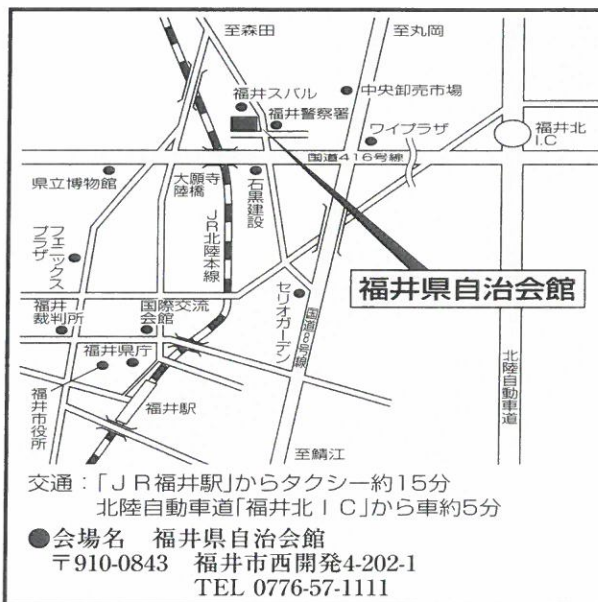 至森田
至丸岡
福井スバル
中央卸売市場
福井警察署
ワイプラザ
福井北
I.C
国道416号線
県立博物館
大願寺
陸橋
石黒建設
JR北陸本線
フェニックス
プラザ
福井県自治会館
セリオガーデン
国道8号線
福井
裁判所
国際交流
会館
福井県庁
北陸自動車道
福井市役所
福井駅
至鯖江
交通：「ＪＲ福井駅」からタクシー約15分
北陸自動車道「福井北ＩＣ」から車約5分
●会場名　福井県自治会館
〒910-0843　福井市西開発4-202-1
TEL 0776-57-1111